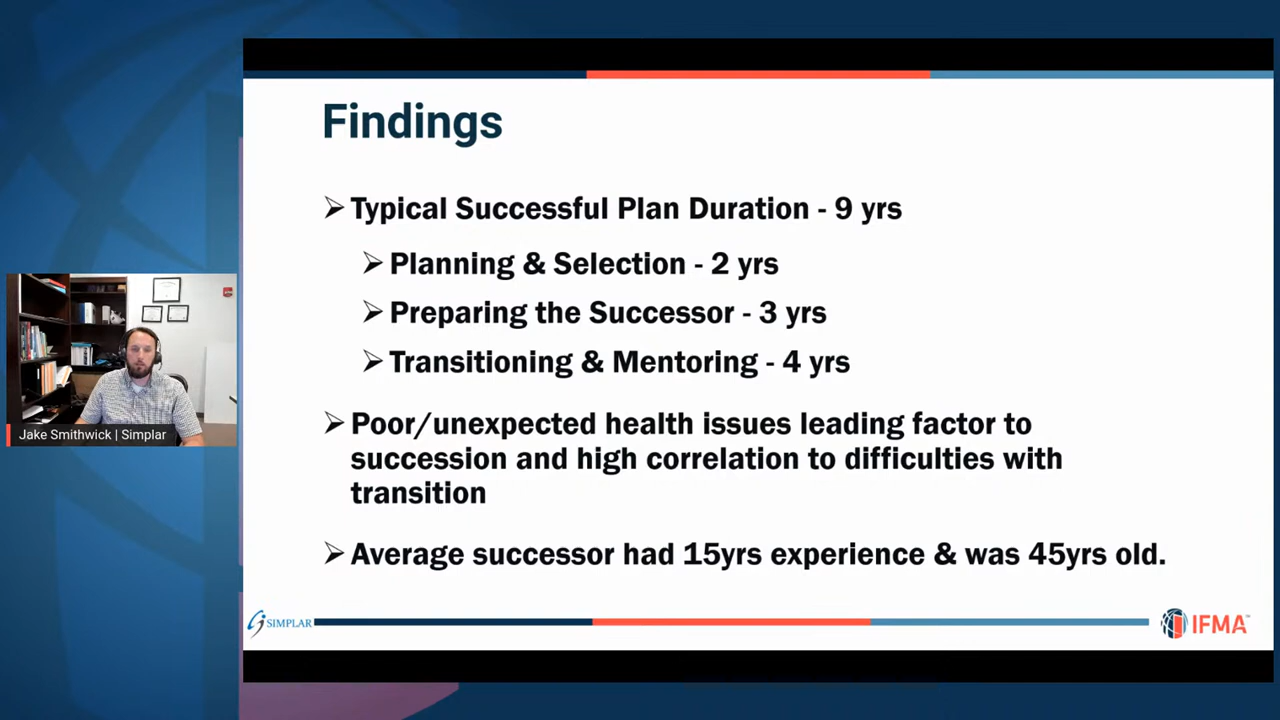 Findings
➢ Typical Successful Plan Duration - 9 yrs
➢ Planning & Selection - 2 yrs
➢ Preparing the Successor - 3 yrs
➢ Transitioning & Mentoring - 4 yrs
➢ Poor/unexpected health issues leading factor to
succession and high correlation to difficulties with
transition
➢ Average successor had 15yrs experience & was 45yrs old.
Jake Smithwick | Simplar
SIMPLAR
IFMA™